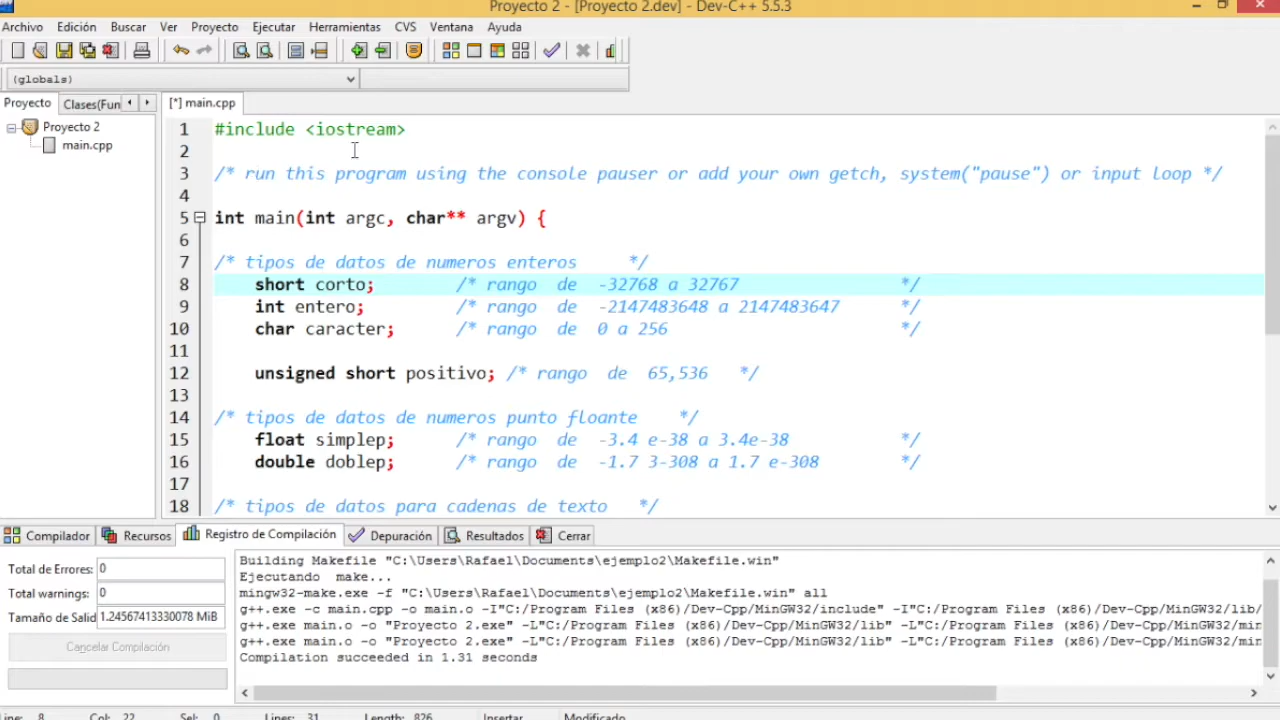 Proyecto 2 - [Proyecto 2.dev] - Dev-C++ 5.5.3
Archivo Edición Buscar Ver Proyecto Ejecutar Herramientas CVS Ventana Ayuda
(globals)
Proyecto Clases(Fun [*] main.cpp
Proyecto 2
main.cpp
1 #include <iostream>
2
3 /* run this program using the console pauser or add your own getch, system("pause") or input loop */
4
5 int main(int argc, char** argv) {
6
7 /* tipos de datos de numeros enteros */
8 short corto; /* rango de -32768 a 32767 */
9 int entero; /* rango de -2147483648 a 2147483647 */
10 char caracter; /* rango de 0 a 256 */
11
12 unsigned short positivo; /* rango de 65,536 */
13
14 /* tipos de datos de numeros punto floante */
15 float simplep; /* rango de -3.4 e-38 a 3.4e-38 */
16 double doblep; /* rango de -1.7 3-308 a 1.7 e-308 */
17
18 /* tipos de datos para cadenas de texto */
Compilador Recursos Registro de Compilación Depuración Resultados Cerrar
Total de Errores: 0
Total warnings: 0
Tamaño de Salid 1.24567413330078 MiB
Cancelar Compilación
Building Makefile "C:\Users\Rafael\Documents\ejemplo2\Makefile.win"
Ejecutando make...
mingw32-make.exe -f "C:\Users\Rafael\Documents\ejemplo2\Makefile.win" all
g++.exe -c main.cpp -o main.o -I"C:/Program Files (x86)/Dev-Cpp/MinGW32/include" -I"C:/Program Files (x86)/Dev-Cpp/MinGW32/lib/
g++.exe main.o -o "Proyecto 2.exe" -L"C:/Program Files (x86)/Dev-Cpp/MinGW32/lib" -L"C:/Program Files (x86)/Dev-Cpp/MinGW32/min
g++.exe main.o -o "Proyecto 2.exe" -L"C:/Program Files (x86)/Dev-Cpp/MinGW32/lib" -L"C:/Program Files (x86)/Dev-Cpp/MinGW32/min
Compilation succeeded in 1.31 seconds
Line: 8 Col: 22 Sel: 0 Lines: 31 Length: 826 Insertar Modificado